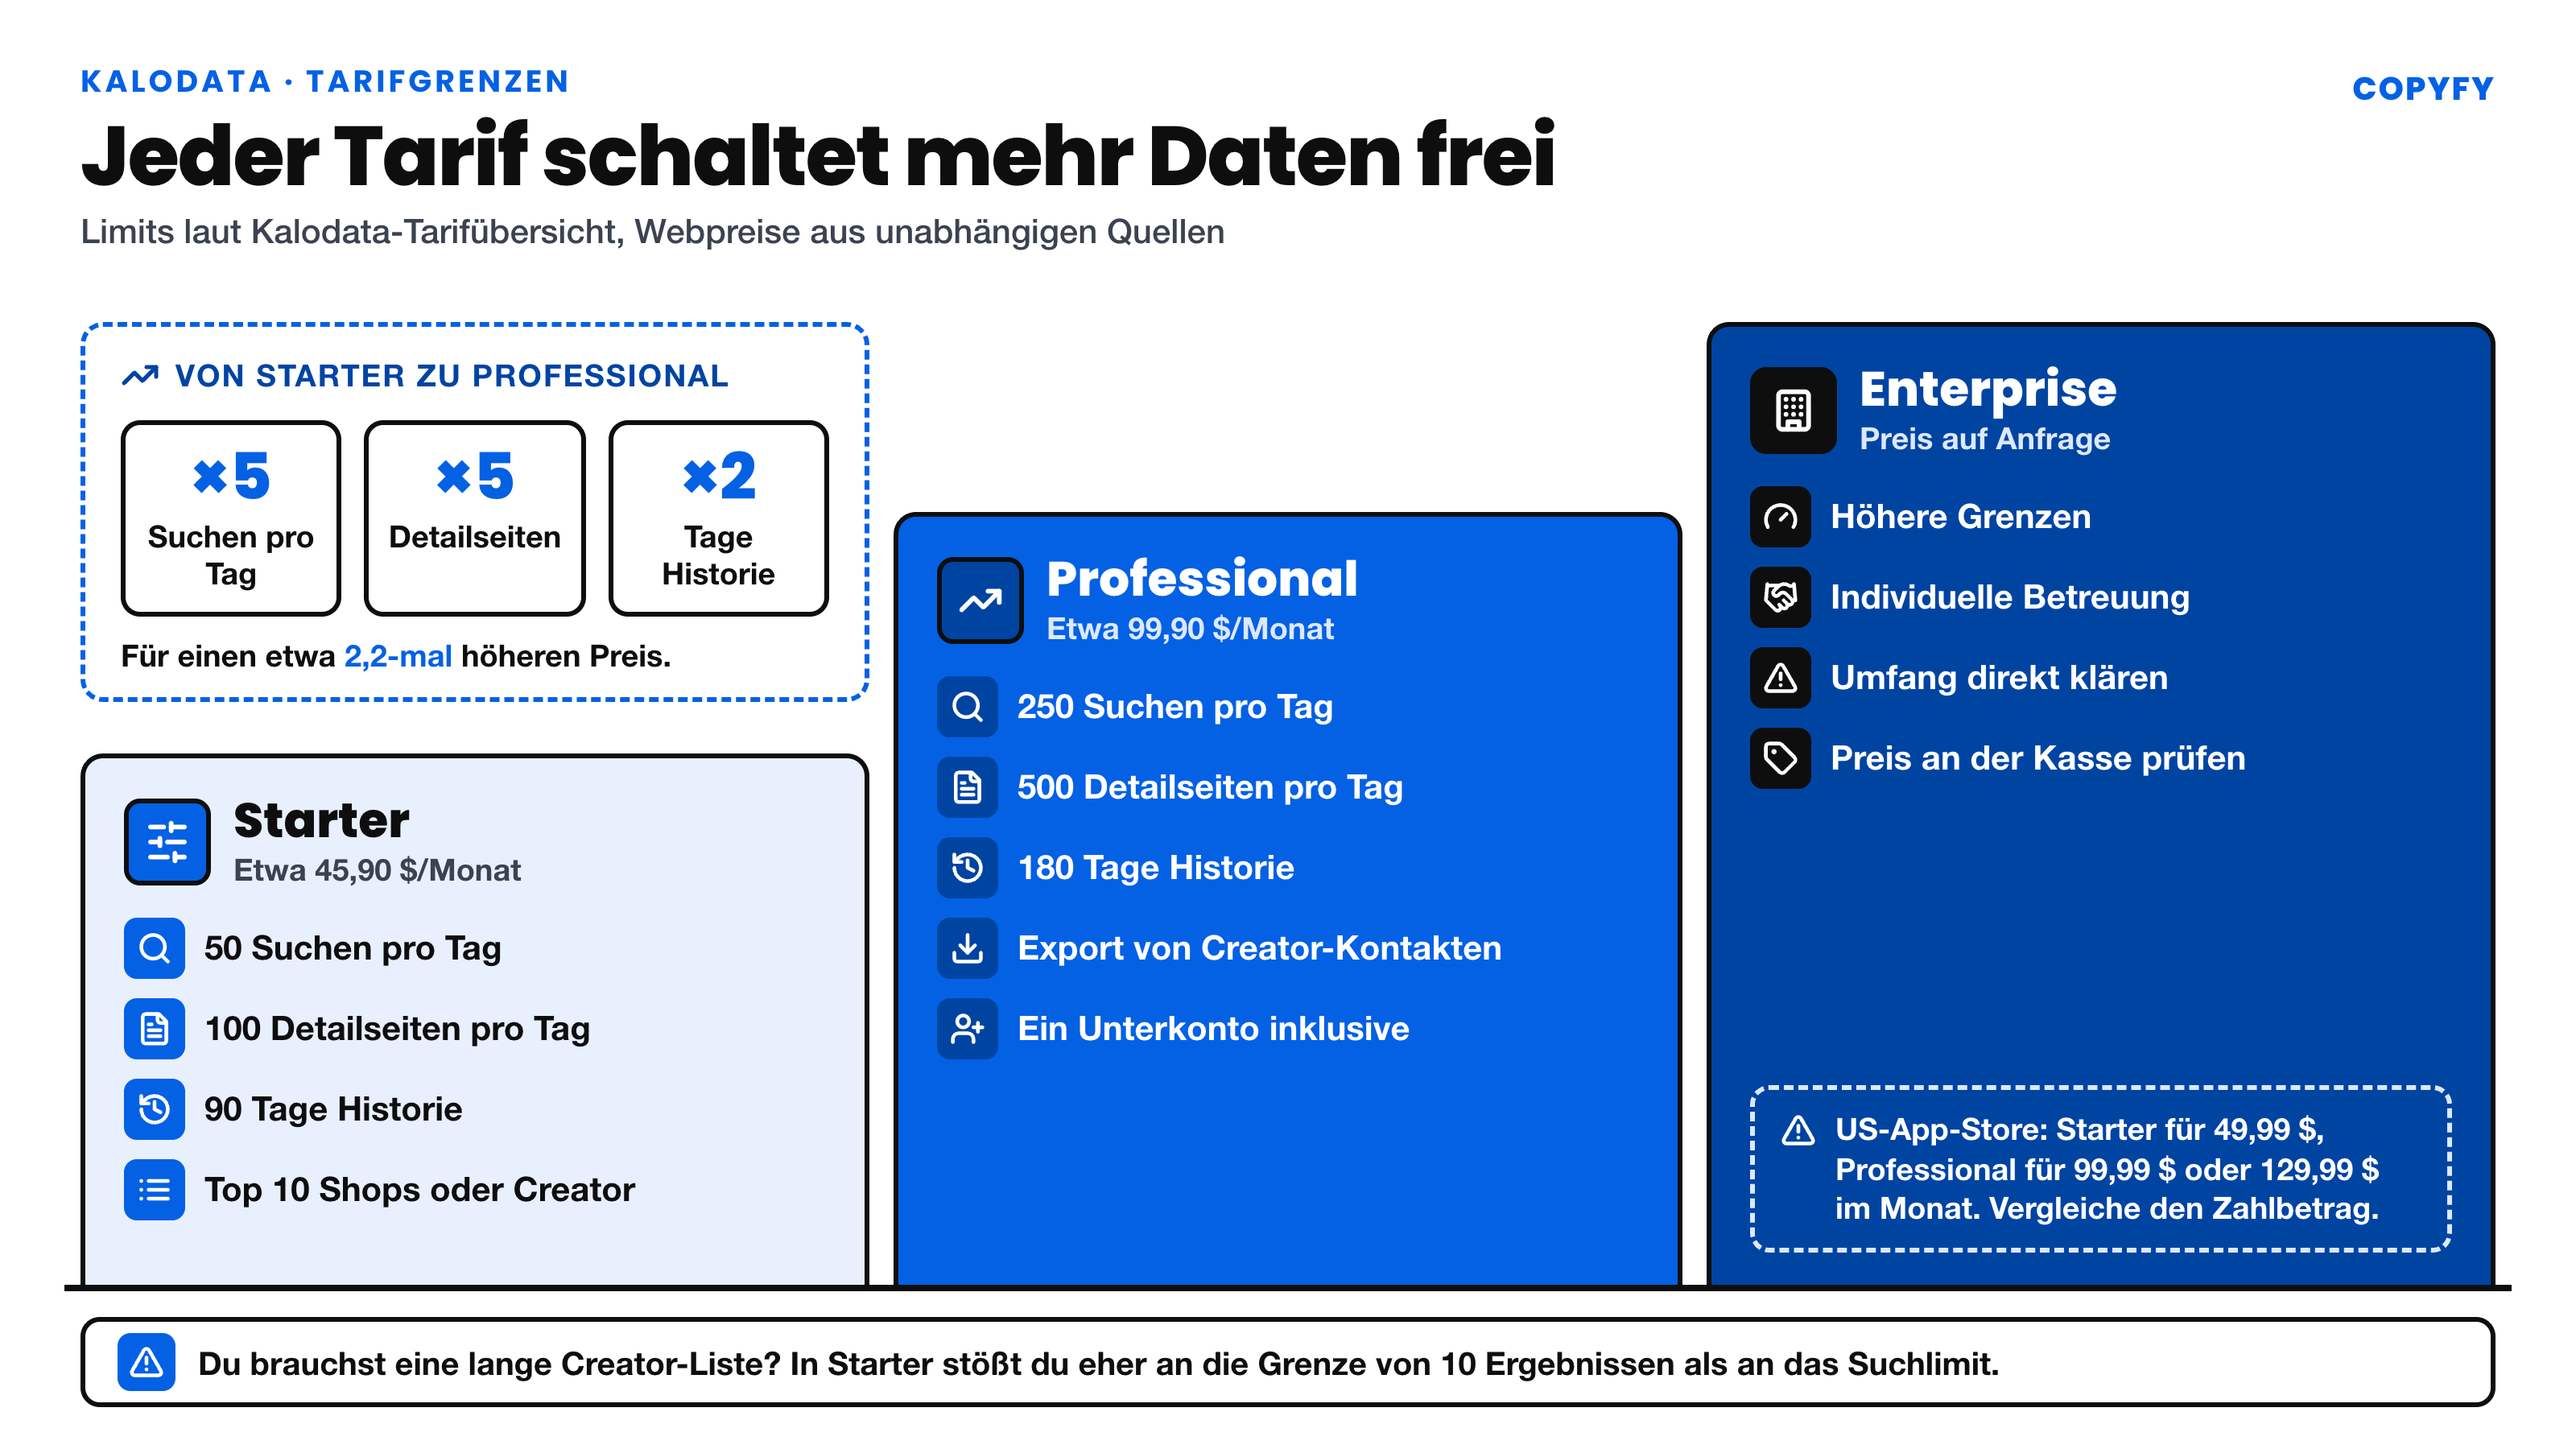 KALODATA · TARIFGRENZEN
COPYFY
Jeder Tarif schaltet mehr Daten frei
Limits laut Kalodata-Tarifübersicht, Webpreise aus unabhängigen Quellen
VON STARTER ZU PROFESSIONAL
×5
Suchen pro
Tag
×5
Detailseiten
×2
Tage
Historie
Für einen etwa 2,2-mal höheren Preis.
Starter
Etwa 45,90 $/Monat
50 Suchen pro Tag
100 Detailseiten pro Tag
90 Tage Historie
Top 10 Shops oder Creator
Professional
Etwa 99,90 $/Monat
250 Suchen pro Tag
500 Detailseiten pro Tag
180 Tage Historie
Export von Creator-Kontakten
Ein Unterkonto inklusive
Enterprise
Preis auf Anfrage
Höhere Grenzen
Individuelle Betreuung
Umfang direkt klären
Preis an der Kasse prüfen
US-App-Store: Starter für 49,99 $,
Professional für 99,99 $ oder 129,99 $
im Monat. Vergleiche den Zahlbetrag.
Du brauchst eine lange Creator-Liste? In Starter stößt du eher an die Grenze von 10 Ergebnissen als an das Suchlimit.